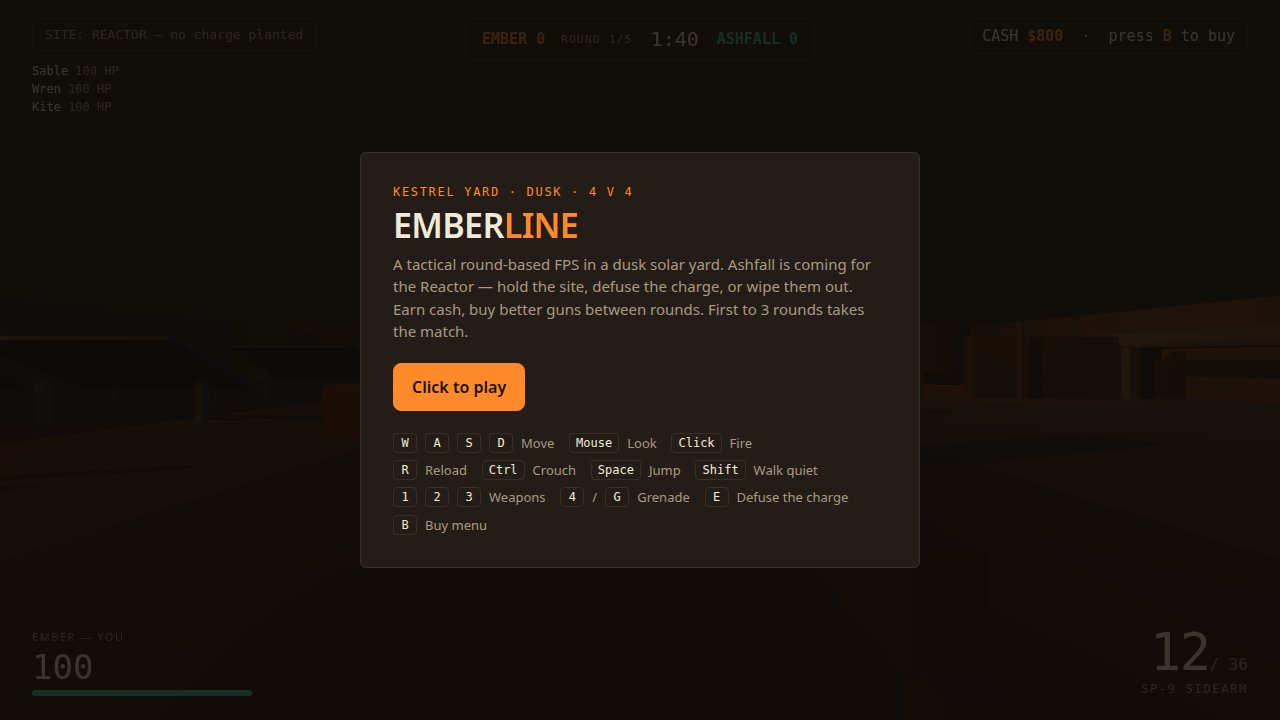 SITE: REACTOR — no charge planted
EMBER 0 ROUND 1/5 1:40 ASHFALL 0
CASH $800 · press B to buy
Sable 100 HP
Wren 100 HP
Kite 100 HP
KESTREL YARD · DUSK · 4 V 4
EMBERLINE
A tactical round-based FPS in a dusk solar yard. Ashfall is coming for
the Reactor — hold the site, defuse the charge, or wipe them out.
Earn cash, buy better guns between rounds. First to 3 rounds takes
the match.
Click to play
W A S D Move Mouse Look Click Fire
R Reload Ctrl Crouch Space Jump Shift Walk quiet
1 2 3 Weapons 4 / G Grenade E Defuse the charge
B Buy menu
EMBER — YOU
100
12 / 36
SP-9 SIDEARM